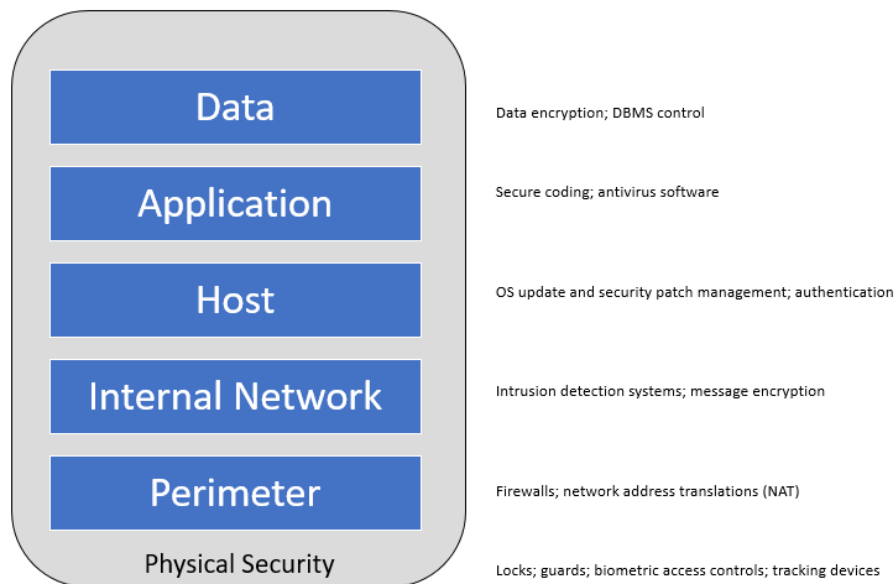 Data
Data encryption; DBMS control
Application
Secure coding; antivirus software
Host
OS update and security patch management; authentication
Internal Network
Intrusion detection systems; message encryption
Perimeter
Firewalls; network address translations (NAT)
Physical Security
Locks; guards; biometric access controls; tracking devices